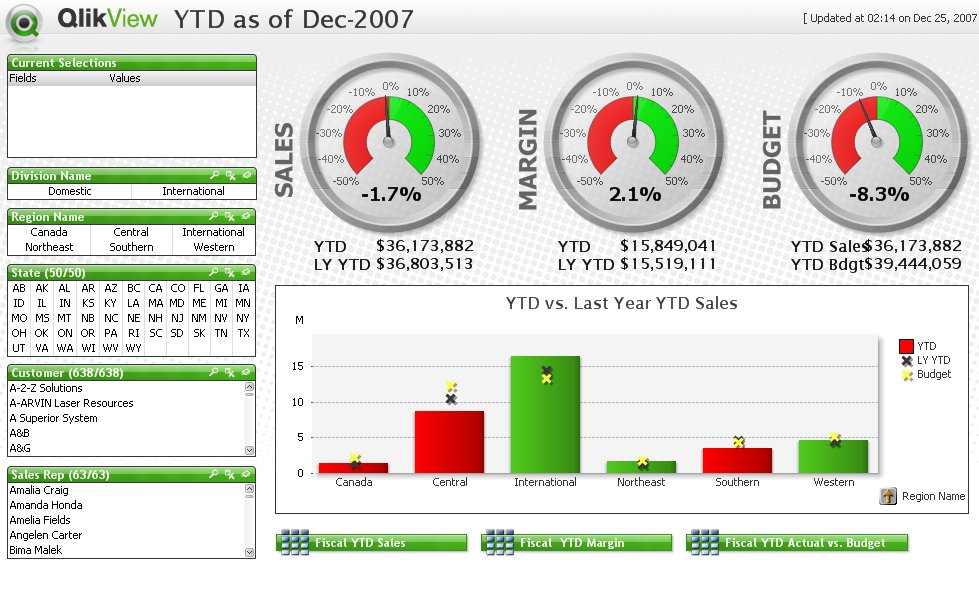 QlikView YTD as of Dec-2007
[ Updated at 02:14 on Dec 25, 2007
Current Selections
Fields Values
Division Name
Domestic International
Region Name
Canada Central International
Northeast Southern Western
State (50/50)
AB AK AL AR AZ BC CA CO FL GA IA
ID IL IN KS KY LA MA MD ME MI MN
MO MS MT NB NC NE NH NJ NM NV NY
OH OK ON OR PA RI SC SD SK TN TX
UT VA WA WI WV WY
Customer (638/638)
A-2-Z Solutions
A-ARVIN Laser Resources
A Superior System
A&B
A&G
Sales Rep (63/63)
Amalia Craig
Amanda Honda
Amelia Fields
Angelen Carter
Bima Malek
SALES
-50% -40% -30% -20% -10% 0% 10% 20% 30% 40% 50%
-1.7%
YTD $36,173,882
LY YTD $36,803,513
MARGIN
-50% -40% -30% -20% -10% 0% 10% 20% 30% 40% 50%
2.1%
YTD $15,849,041
LY YTD $15,519,111
BUDGET
-50% -40% -30% -20% -10% 0% 10% 20% 30% 40% 50%
-8.3%
YTD Sales $36,173,882
YTD Bdgt $39,444,059
YTD vs. Last Year YTD Sales
M
15
10
5
0
Canada Central International Northeast Southern Western
YTD
LY YTD
Budget
Region Name
Fiscal YTD Sales
Fiscal YTD Margin
Fiscal YTD Actual vs. Budget